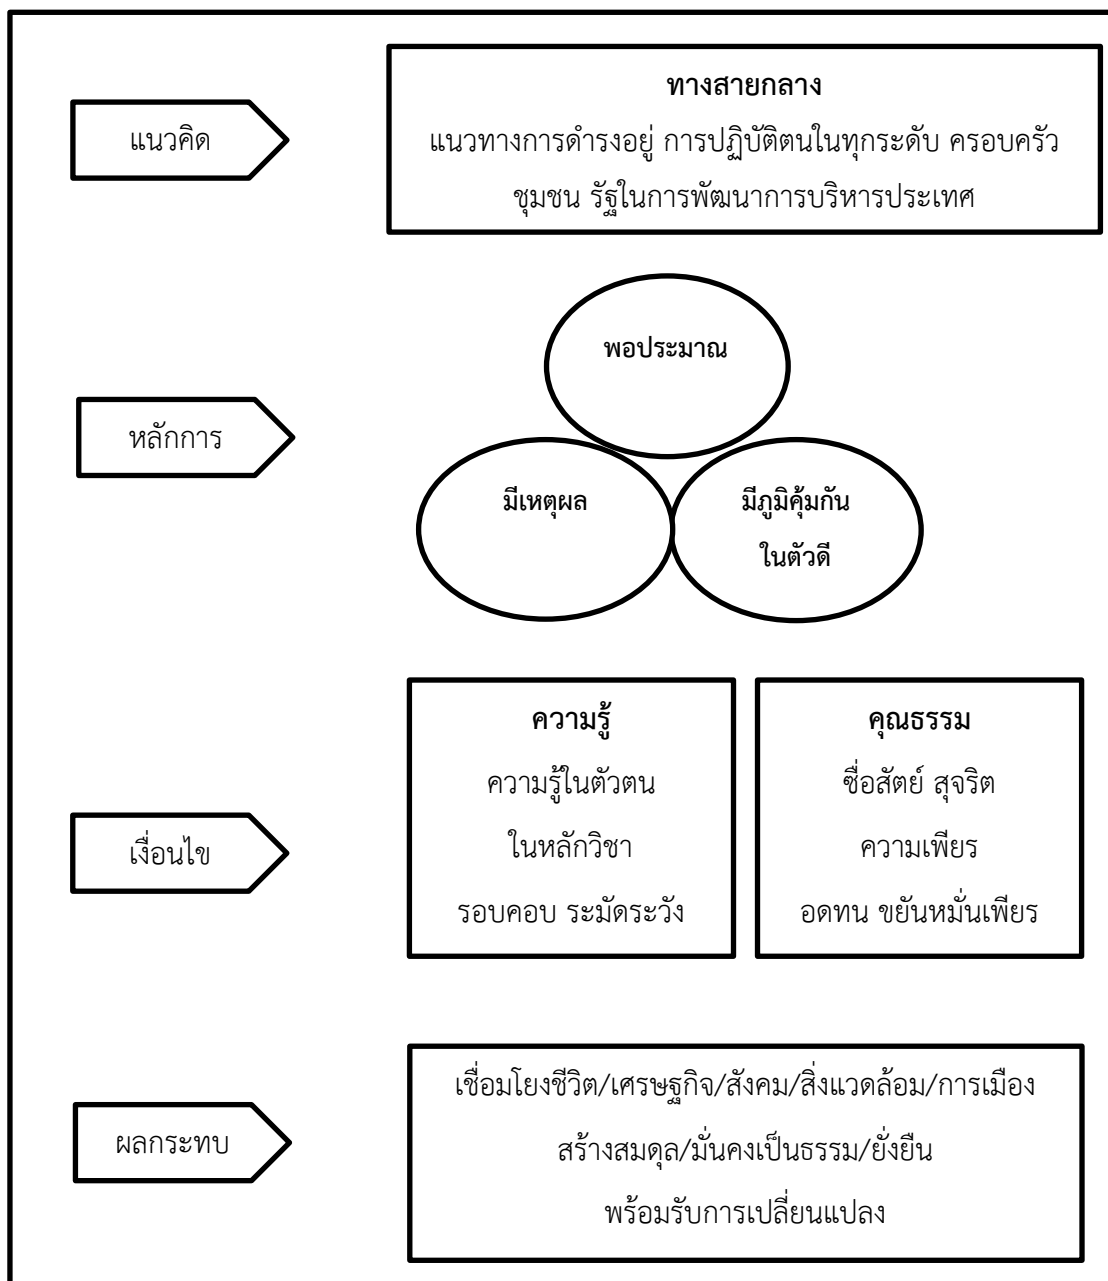 แนวคิด
ทางสายกลาง
แนวทางการดำรงอยู่ การปฏิบัติตนในทุกระดับ ครอบครัว
ชุมชน รัฐในการพัฒนาการบริหารประเทศ
หลักการ
พอประมาณ
มีเหตุผล
มีภูมิคุ้มกัน
ในตัวดี
เงื่อนไข
ความรู้
ความรู้ในตัวตน
ในหลักวิชา
รอบคอบ ระมัดระวัง
คุณธรรม
ซื่อสัตย์ สุจริต
ความเพียร
อดทน ขยันหมั่นเพียร
ผลกระทบ
เชื่อมโยงชีวิต/เศรษฐกิจ/สังคม/สิ่งแวดล้อม/การเมือง
สร้างสมดุล/มั่นคงเป็นธรรม/ยั่งยืน
พร้อมรับการเปลี่ยนแปลง